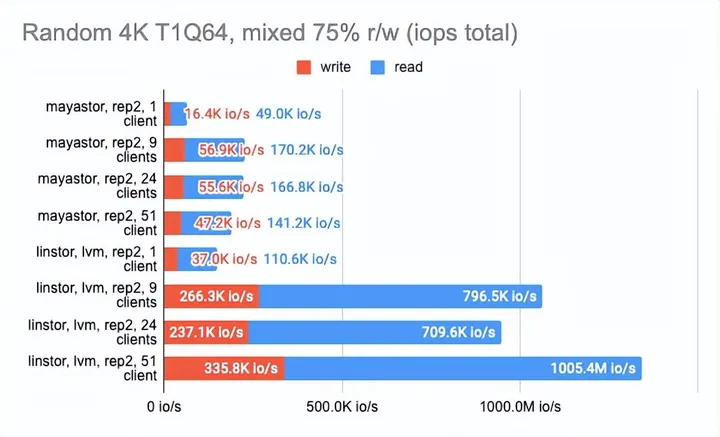 Random 4K T1Q64, mixed 75% r/w (iops total)
write read
mayastor, rep2, 1
client
16.4K io/s 49.0K io/s
mayastor, rep2, 9
clients
56.9K io/s 170.2K io/s
mayastor, rep2, 24
clients
55.6K io/s 166.8K io/s
mayastor, rep2, 51
client
47.2K io/s 141.2K io/s
linstor, lvm, rep2, 1
client
37.0K io/s 110.6K io/s
linstor, lvm, rep2, 9
clients
266.3K io/s 796.5K io/s
linstor, lvm, rep2, 24
clients
237.1K io/s 709.6K io/s
linstor, lvm, rep2, 51
client
335.8K io/s 1005.4M io/s
0 io/s 500.0K io/s 1000.0M io/s